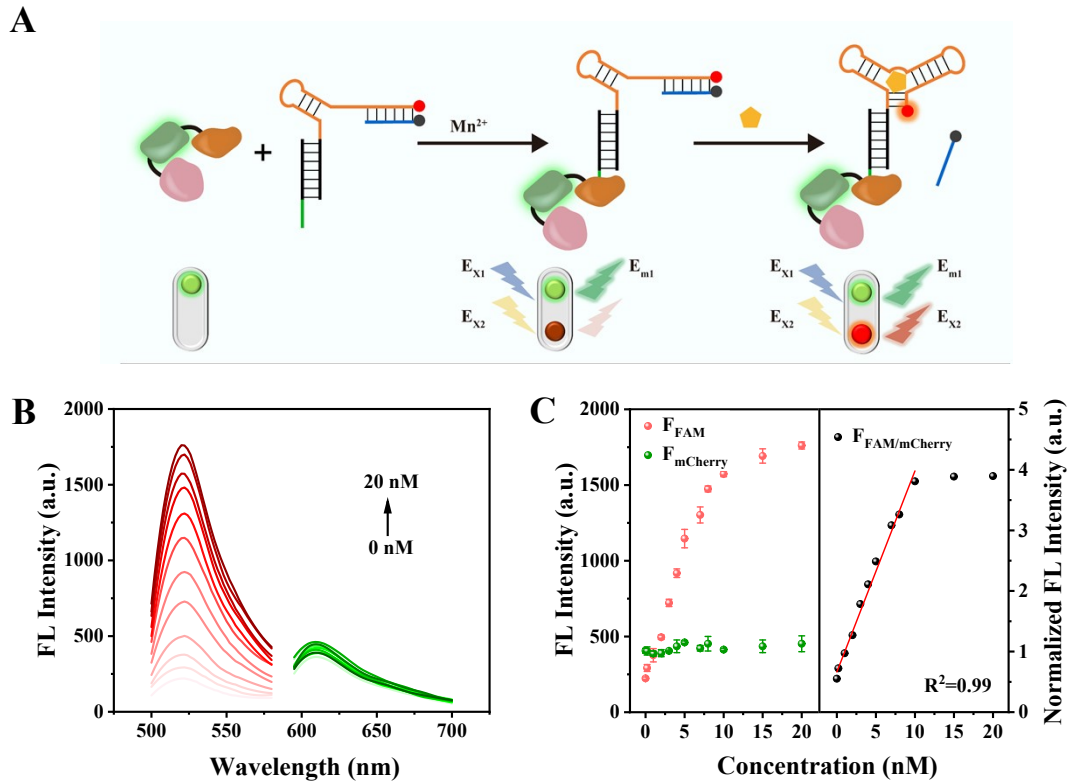 A
+
Mn2+
EX1
Em1
EX2
EX1
Em1
EX2
EX2
B
2000
1500
1000
500
0
FL Intensity (a.u.)
20 nM
0 nM
500
550
600
650
700
Wavelength (nm)
C
2000
1500
1000
500
0
FL Intensity (a.u.)
FFAM
FmCherry
FFAM/mCherry
R2=0.99
5
4
3
2
1
0
Normalized FL Intensity (a.u.)
0 5 10 15 20 0 5 10 15 20
Concentration (nM)